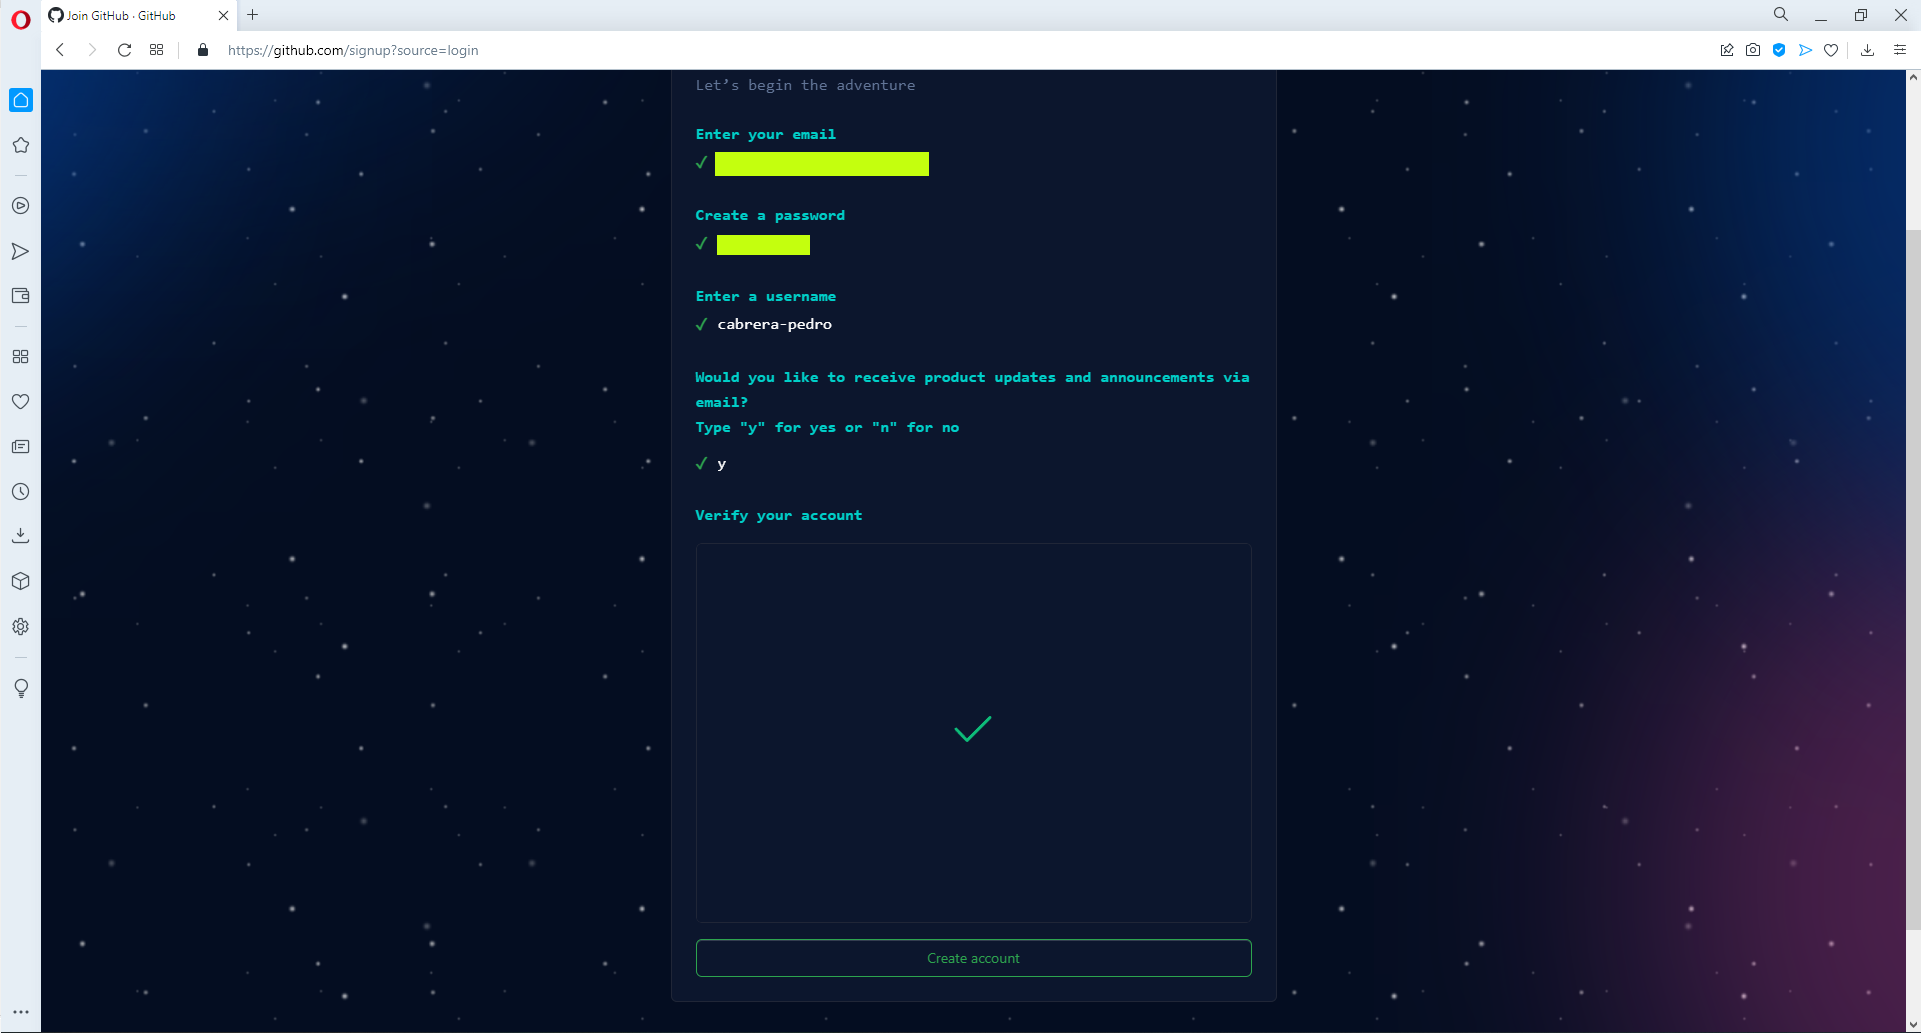 Join GitHub · GitHub
https://github.com/signup?source=login
Let’s begin the adventure
Enter your email
Create a password
Enter a username
cabrera-pedro
Would you like to receive product updates and announcements via
email?
Type "y" for yes or "n" for no
y
Verify your account
Create account